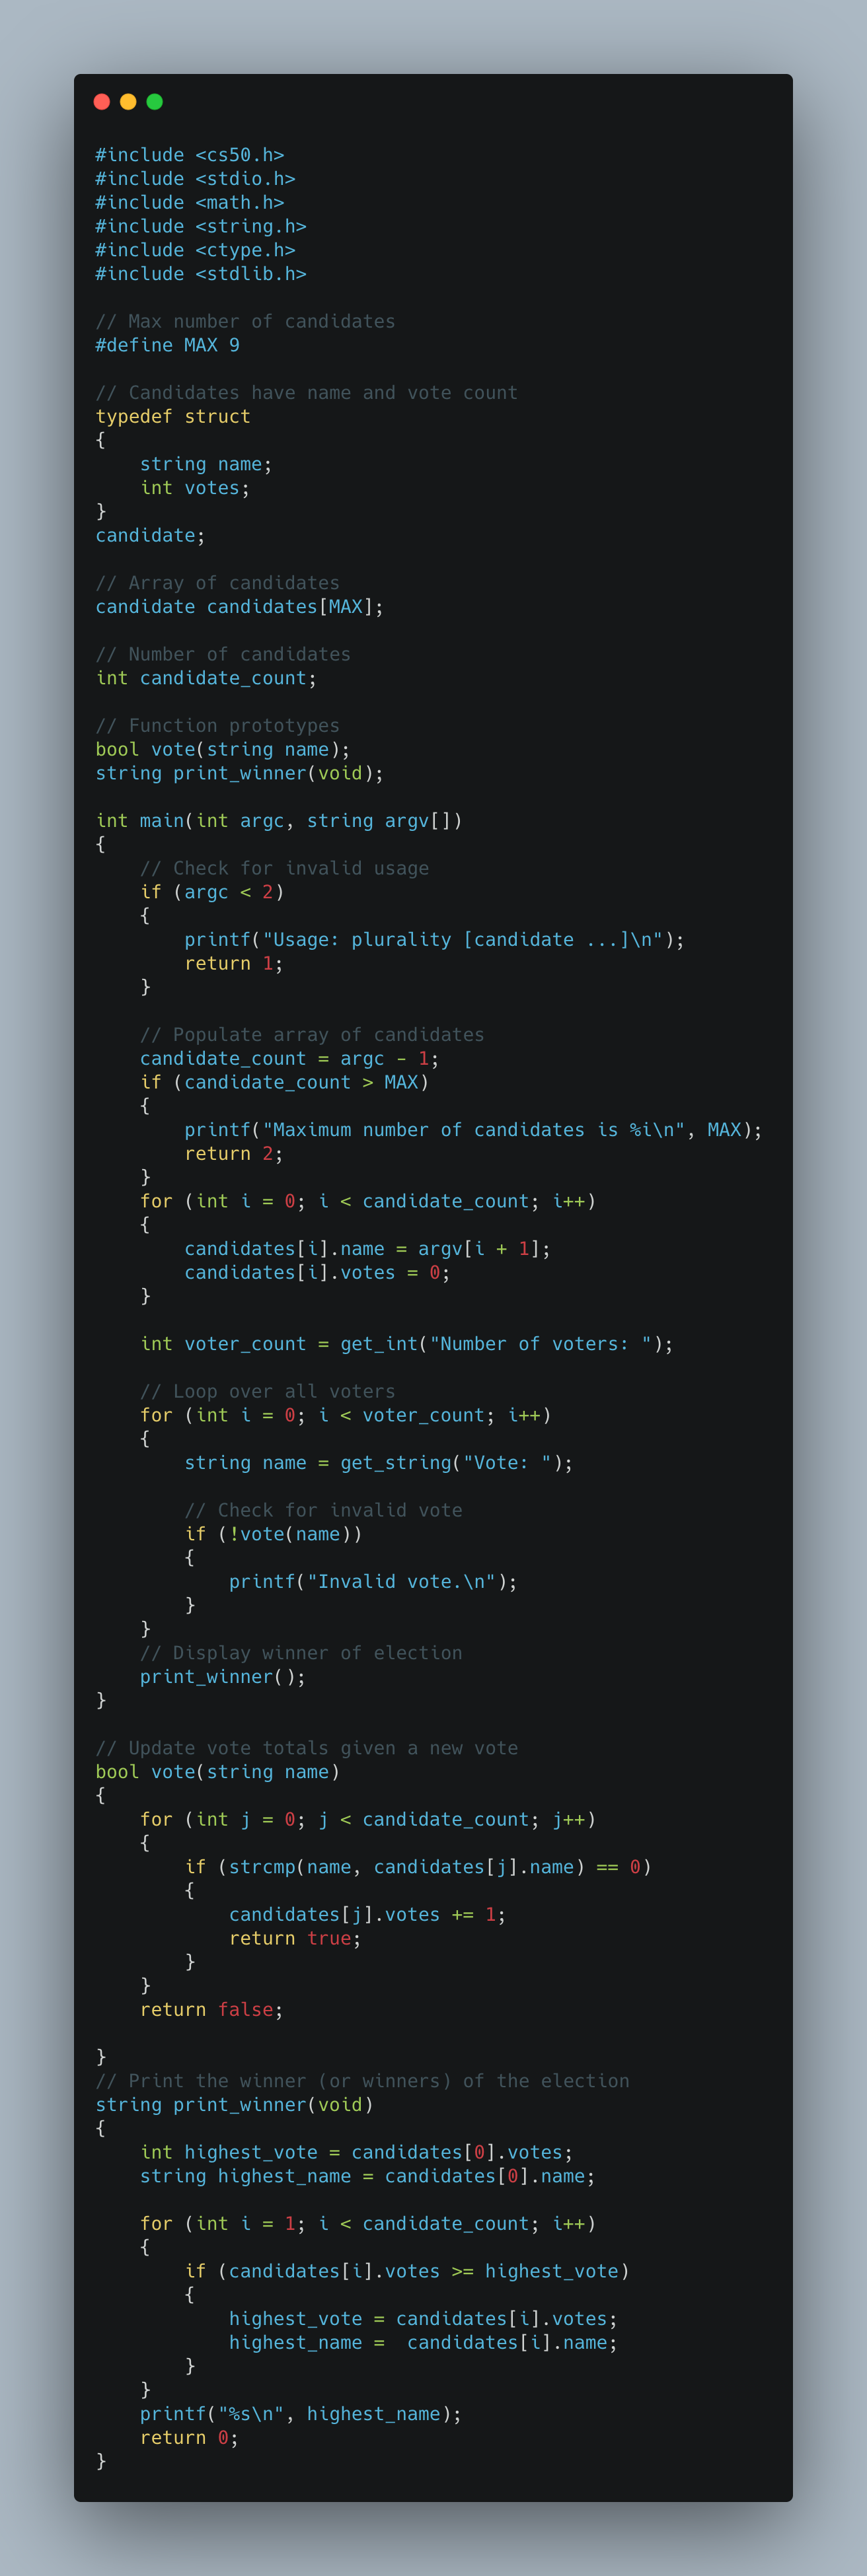 #include <cs50.h>
#include <stdio.h>
#include <math.h>
#include <string.h>
#include <ctype.h>
#include <stdlib.h>

// Max number of candidates
#define MAX 9

// Candidates have name and vote count
typedef struct
{
    string name;
    int votes;
}
candidate;

// Array of candidates
candidate candidates[MAX];

// Number of candidates
int candidate_count;

// Function prototypes
bool vote(string name);
string print_winner(void);

int main(int argc, string argv[])
{
    // Check for invalid usage
    if (argc < 2)
    {
        printf("Usage: plurality [candidate ...]\n");
        return 1;
    }

    // Populate array of candidates
    candidate_count = argc - 1;
    if (candidate_count > MAX)
    {
        printf("Maximum number of candidates is %i\n", MAX);
        return 2;
    }
    for (int i = 0; i < candidate_count; i++)
    {
        candidates[i].name = argv[i + 1];
        candidates[i].votes = 0;
    }

    int voter_count = get_int("Number of voters: ");

    // Loop over all voters
    for (int i = 0; i < voter_count; i++)
    {
        string name = get_string("Vote: ");

        // Check for invalid vote
        if (!vote(name))
        {
            printf("Invalid vote.\n");
        }
    }
    // Display winner of election
    print_winner();
}

// Update vote totals given a new vote
bool vote(string name)
{
    for (int j = 0; j < candidate_count; j++)
    {
        if (strcmp(name, candidates[j].name) == 0)
        {
            candidates[j].votes += 1;
            return true;
        }
    }
    return false;

}
// Print the winner (or winners) of the election
string print_winner(void)
{
    int highest_vote = candidates[0].votes;
    string highest_name = candidates[0].name;

    for (int i = 1; i < candidate_count; i++)
    {
        if (candidates[i].votes >= highest_vote)
        {
            highest_vote = candidates[i].votes;
            highest_name =  candidates[i].name;
        }
    }
    printf("%s\n", highest_name);
    return 0;
}